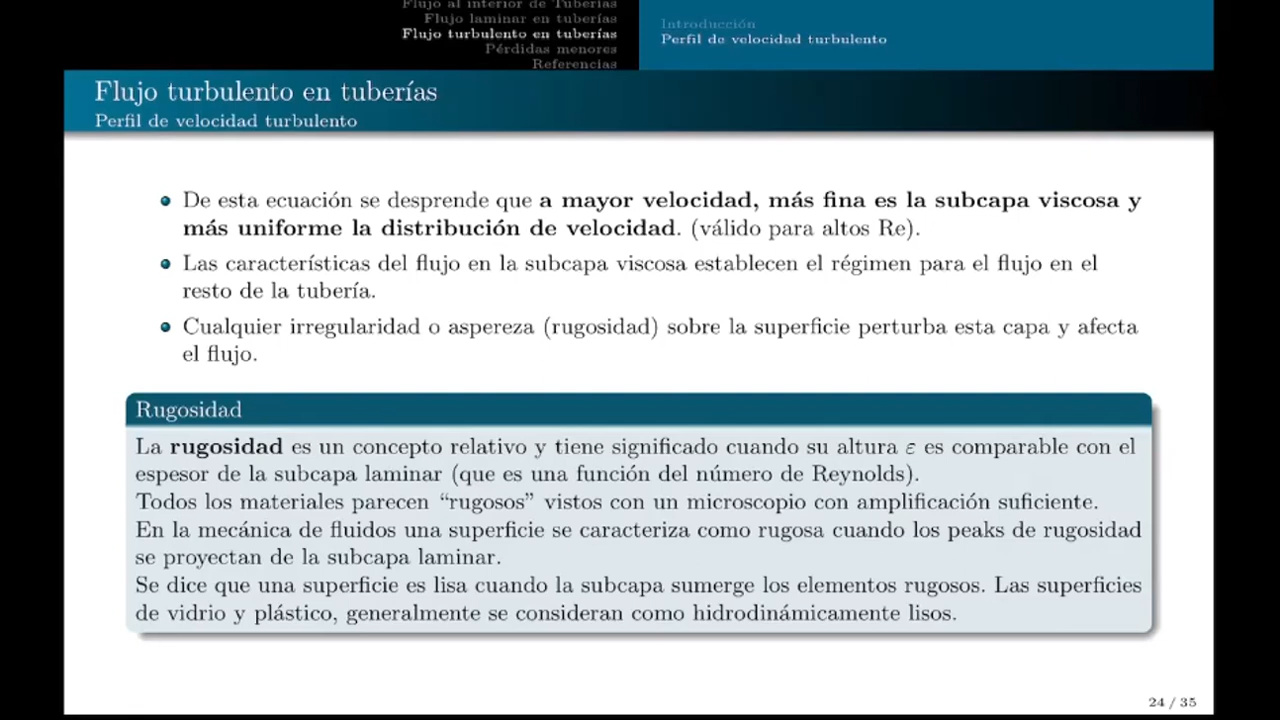 Flujo al interior de Tuberías
Flujo laminar en tuberías
Flujo turbulento en tuberías
Pérdidas menores
Referencias
Introducción
Perfil de velocidad turbulento
Flujo turbulento en tuberías
Perfil de velocidad turbulento
De esta ecuación se desprende que a mayor velocidad, más fina es la subcapa viscosa y
más uniforme la distribución de velocidad. (válido para altos Re).
Las características del flujo en la subcapa viscosa establecen el régimen para el flujo en el
resto de la tubería.
Cualquier irregularidad o aspereza (rugosidad) sobre la superficie perturba esta capa y afecta
el flujo.
Rugosidad
La rugosidad es un concepto relativo y tiene significado cuando su altura ε es comparable con el
espesor de la subcapa laminar (que es una función del número de Reynolds).
Todos los materiales parecen “rugosos” vistos con un microscopio con amplificación suficiente.
En la mecánica de fluidos una superficie se caracteriza como rugosa cuando los peaks de rugosidad
se proyectan de la subcapa laminar.
Se dice que una superficie es lisa cuando la subcapa sumerge los elementos rugosos. Las superficies
de vidrio y plástico, generalmente se consideran como hidrodinámicamente lisos.
24 / 35